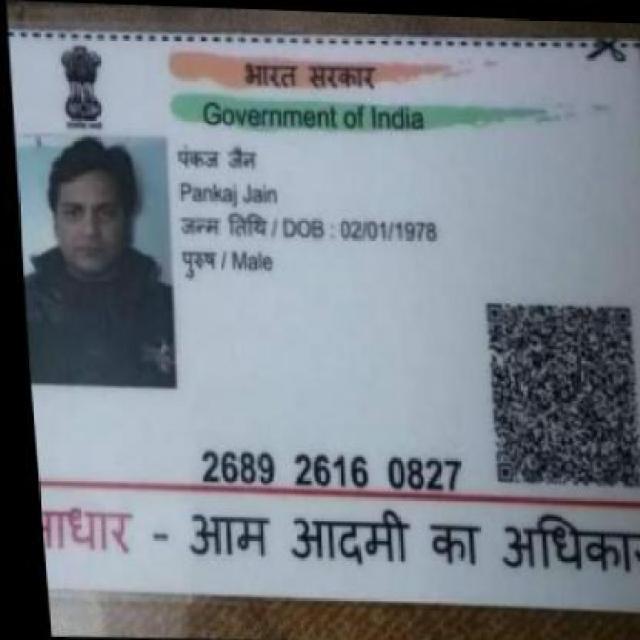 भारत सरकार
Government of India
पंकज जैन
Pankaj Jain
जन्म तिथि / DOB : 02/01/1978
पुरुष / Male
2689 2616 0827
आधार - आम आदमी का अधिकार